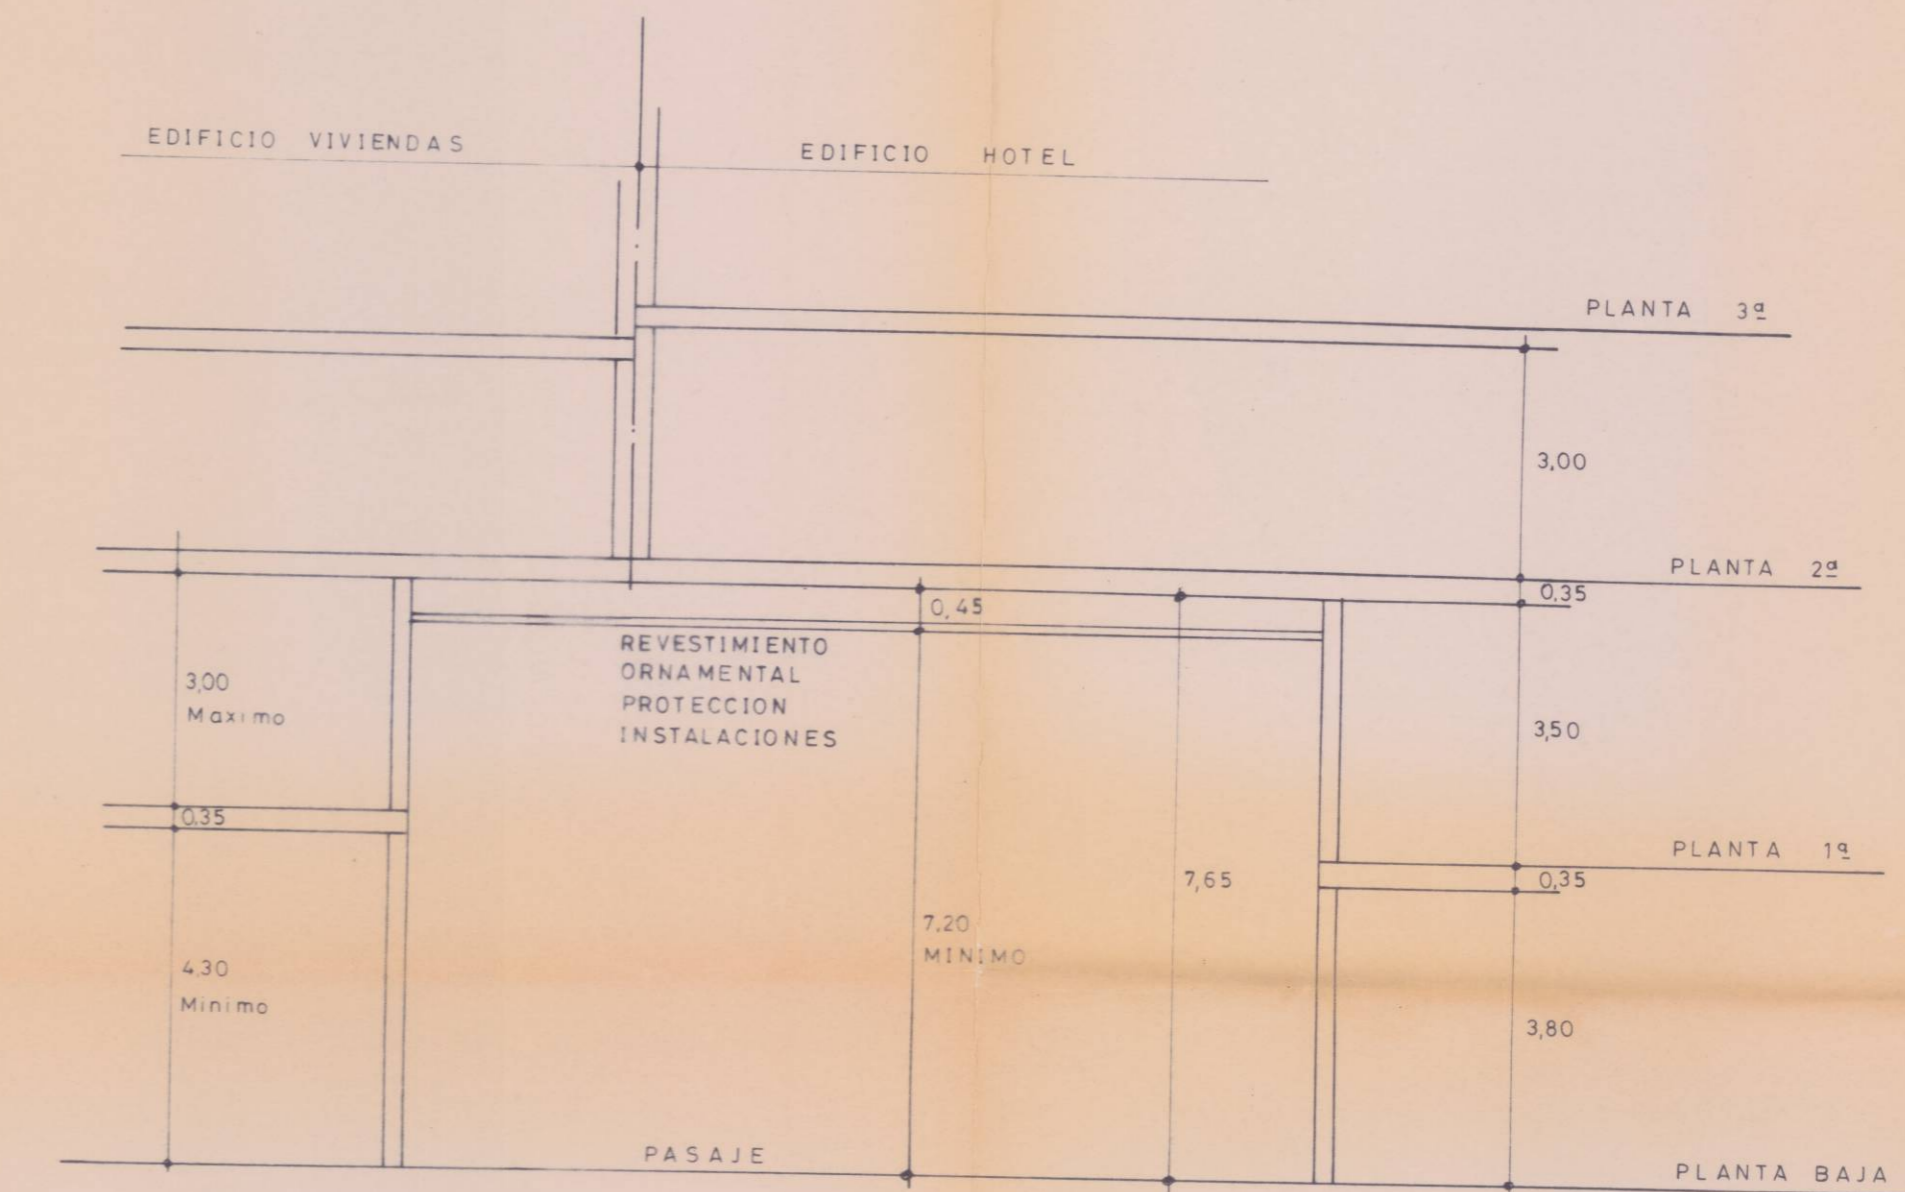 EDIFICIO VIVIENDAS
EDIFICIO HOTEL
PLANTA 3ª
3,00
PLANTA 2ª
0,35
0,45
REVESTIMIENTO
ORNAMENTAL
PROTECCION
INSTALACIONES
3,00
Maximo
3,50
0,35
PLANTA 1ª
0,35
7,65
7,20
MINIMO
4,30
Minimo
3,80
PASAJE
PLANTA BAJA